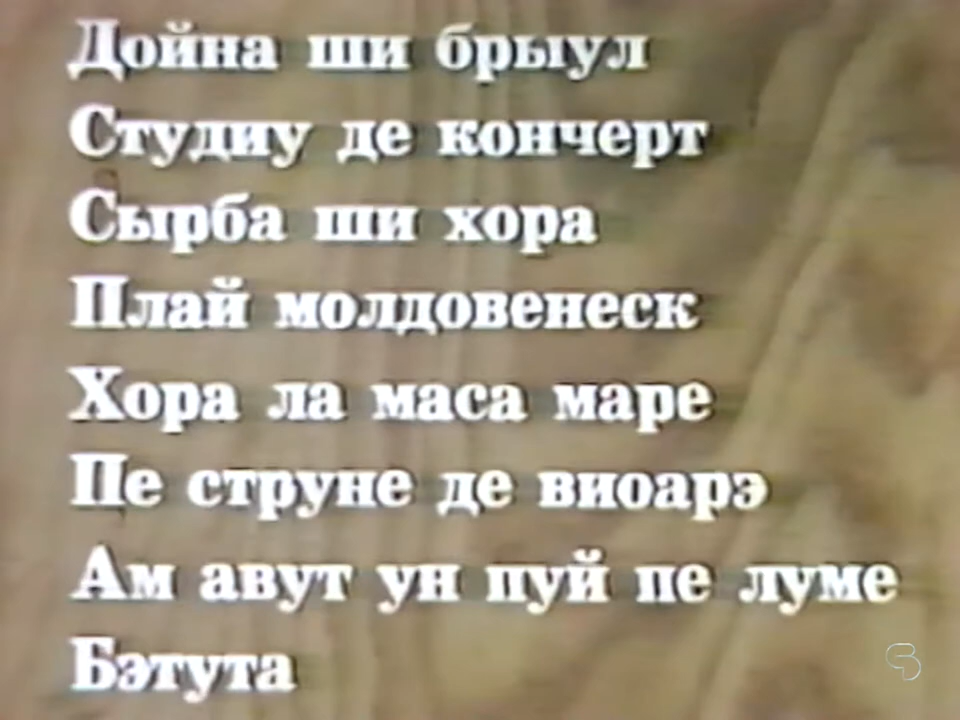 Дойна ши брыул
Студиу де кончерт
Сырба ши хора
Плай молдовенеск
Хора ла маса маре
Пе струне де виоарэ
Ам авут ун пуй пе луме
Бэтута